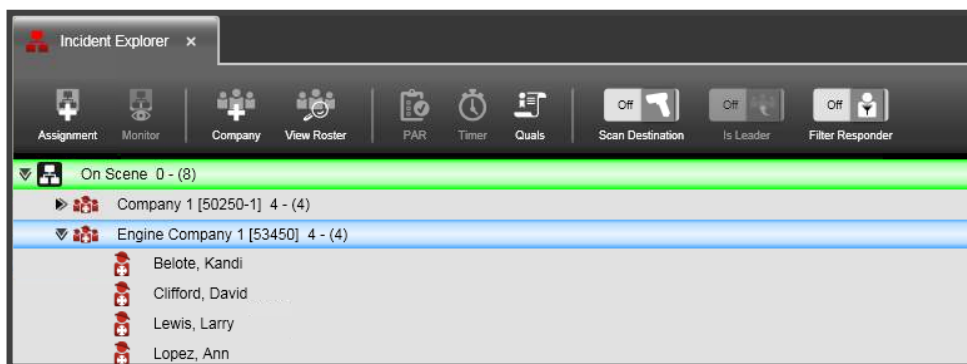 Incident Explorer ×
Assignment Monitor Company View Roster PAR Timer Quals Off Scan Destination Off Is Leader Off Filter Responder
On Scene 0 - (8)
Company 1 [50250-1] 4 - (4)
Engine Company 1 [53450] 4 - (4)
Belote, Kandi
Clifford, David
Lewis, Larry
Lopez, Ann